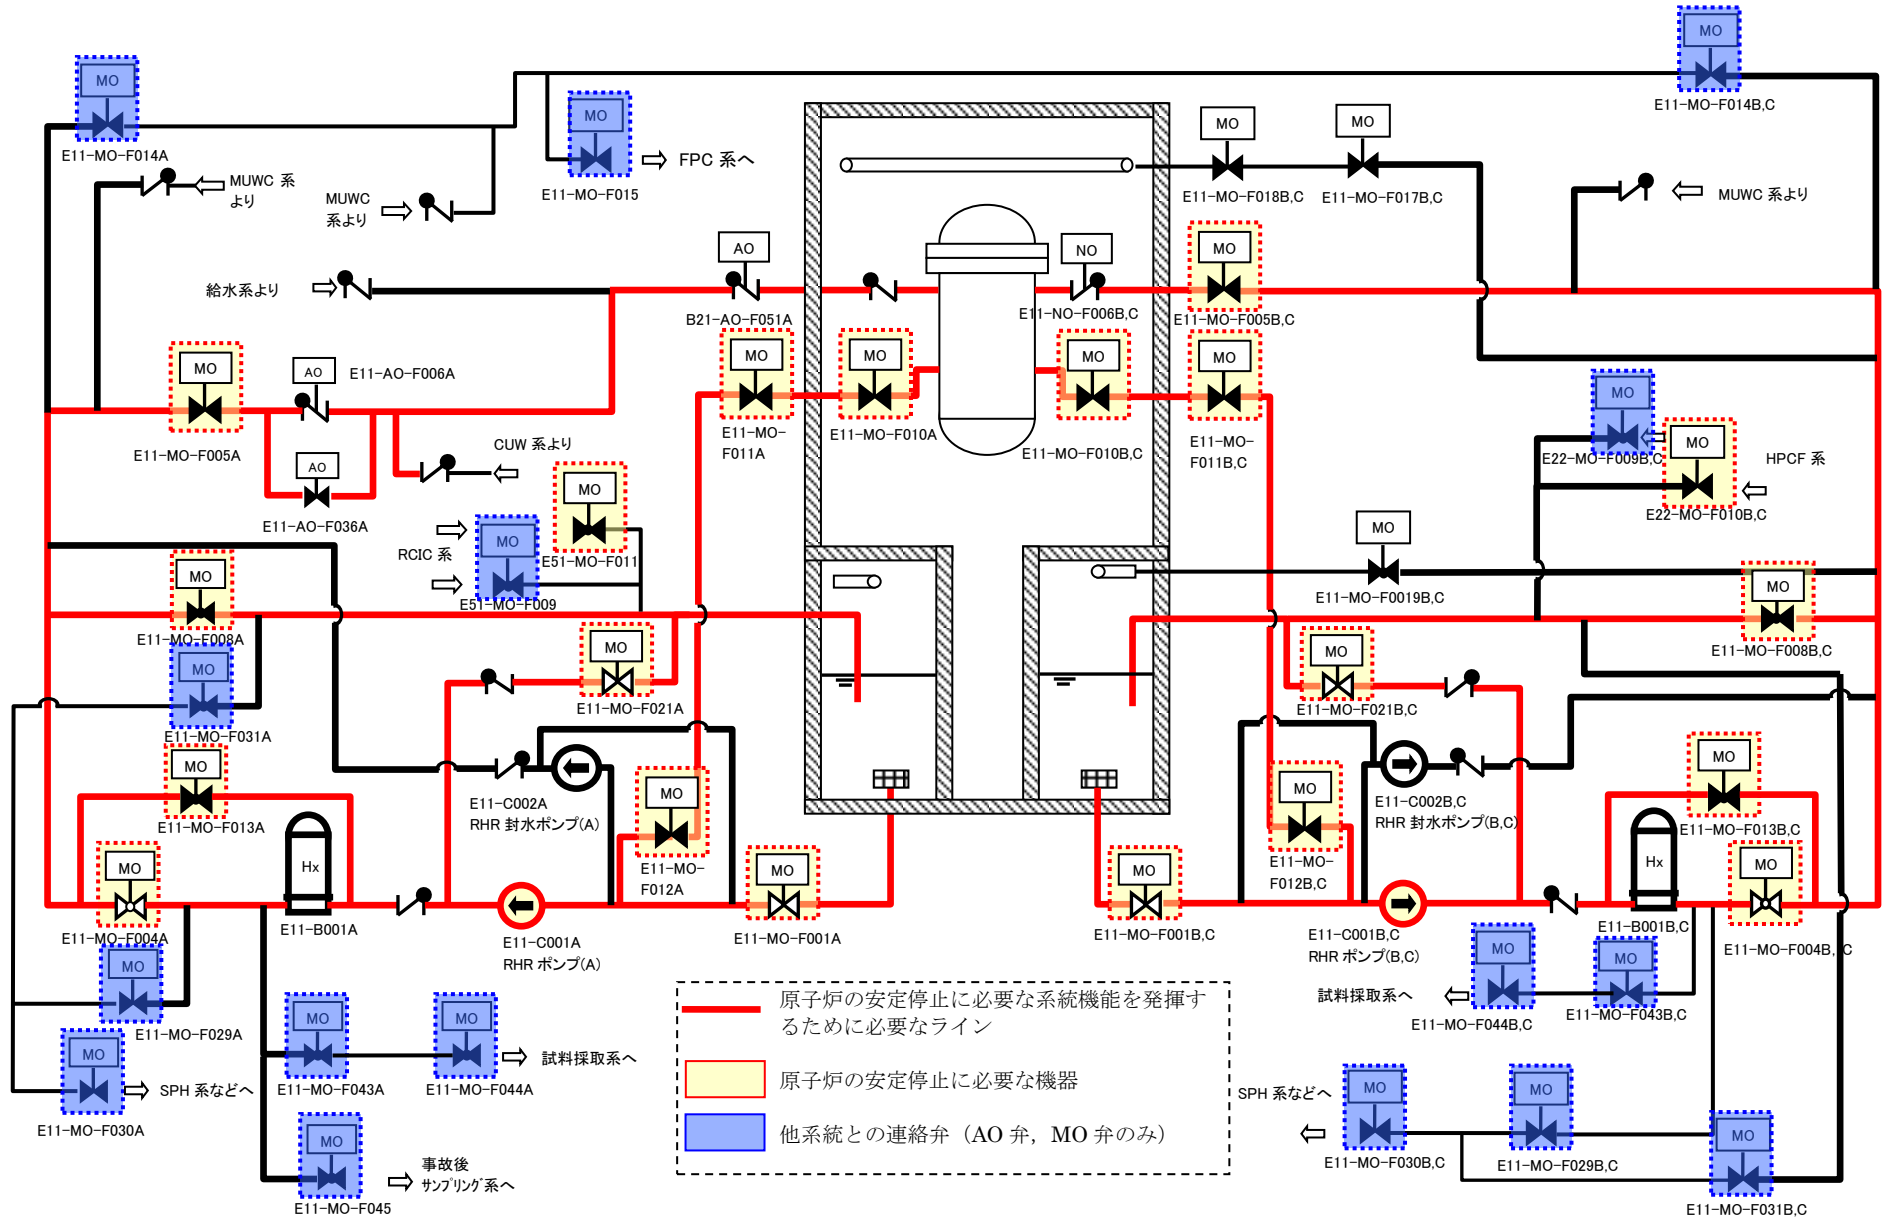 MO
E11-MO-F014B,C
MO
E11-MO-F014A
MO
E11-MO-F015
FPC 系へ
MO
E11-MO-F018B,C
MO
E11-MO-F017B,C
MUWC 系
より
MUWC
系より
MUWC 系より
給水系より
AO
B21-AO-F051A
NO
E11-NO-F006B,C
MO
E11-MO-F005B,C
MO
E11-MO-F005A
AO
E11-AO-F006A
AO
E11-AO-F036A
CUW 系より
MO
E11-MO-
F011A
MO
E11-MO-F010A
MO
E11-MO-F010B,C
MO
E11-MO-
F011B,C
MO
E22-MO-F009B,C
MO
E22-MO-F010B,C
HPCF 系
MO
E51-MO-F011
RCIC 系
MO
E51-MO-F009
MO
E11-MO-F0019B,C
MO
E11-MO-F008A
MO
E11-MO-F008B,C
MO
E11-MO-F031A
MO
E11-MO-F021A
MO
E11-MO-F021B,C
MO
E11-MO-F013A
E11-C002A
RHR 封水ポンプ(A)
MO
E11-MO-
F012A
MO
E11-MO-
F012B,C
E11-C002B,C
RHR 封水ポンプ(B,C)
MO
E11-MO-F013B,C
MO
E11-MO-F004A
Hx
E11-B001A
E11-C001A
RHR ポンプ(A)
MO
E11-MO-F001A
MO
E11-MO-F001B,C
E11-C001B,C
RHR ポンプ(B,C)
Hx
E11-B001B,C
MO
E11-MO-F004B, C
MO
E11-MO-F029A
MO
E11-MO-F030A
SPH 系などへ
MO
E11-MO-F043A
MO
E11-MO-F044A
試料採取系へ
MO
E11-MO-F045
事故後
サンプリング系へ
試料採取系へ
MO
E11-MO-F044B,C
MO
E11-MO-F043B,C
SPH 系などへ
MO
E11-MO-F030B,C
MO
E11-MO-F029B,C
MO
E11-MO-F031B,C
原子炉の安定停止に必要な系統機能を発揮す
るために必要なライン
原子炉の安定停止に必要な機器
他系統との連絡弁（AO 弁，MO 弁のみ）